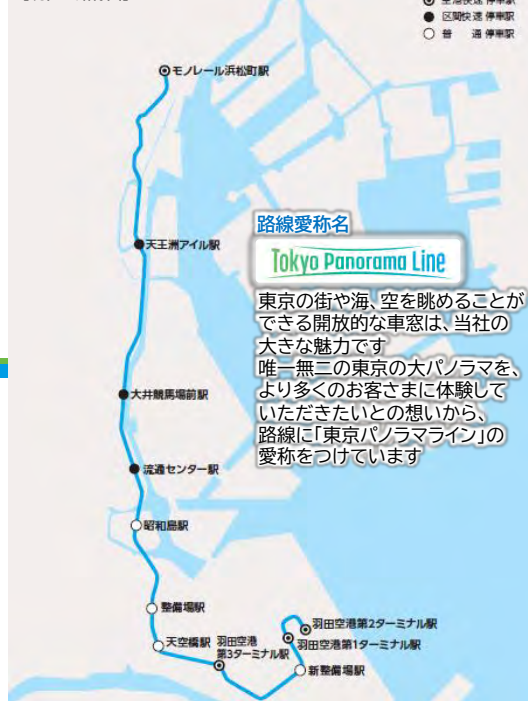 空港快速 停車駅
区間快速 停車駅
普 通 停車駅
モノレール浜松町駅
天王洲アイル駅
路線愛称名
Tokyo Panorama Line
東京の街や海、空を眺めることが
できる開放的な車窓は、当社の
大きな魅力です
唯一無二の東京の大パノラマを、
より多くのお客さまに体験して
いただきたいとの想いから、
路線に「東京パノラマライン」の
愛称をつけています
大井競馬場前駅
流通センター駅
昭和島駅
整備場駅
天空橋駅
羽田空港
第3ターミナル駅
羽田空港第2ターミナル駅
羽田空港第1ターミナル駅
新整備場駅